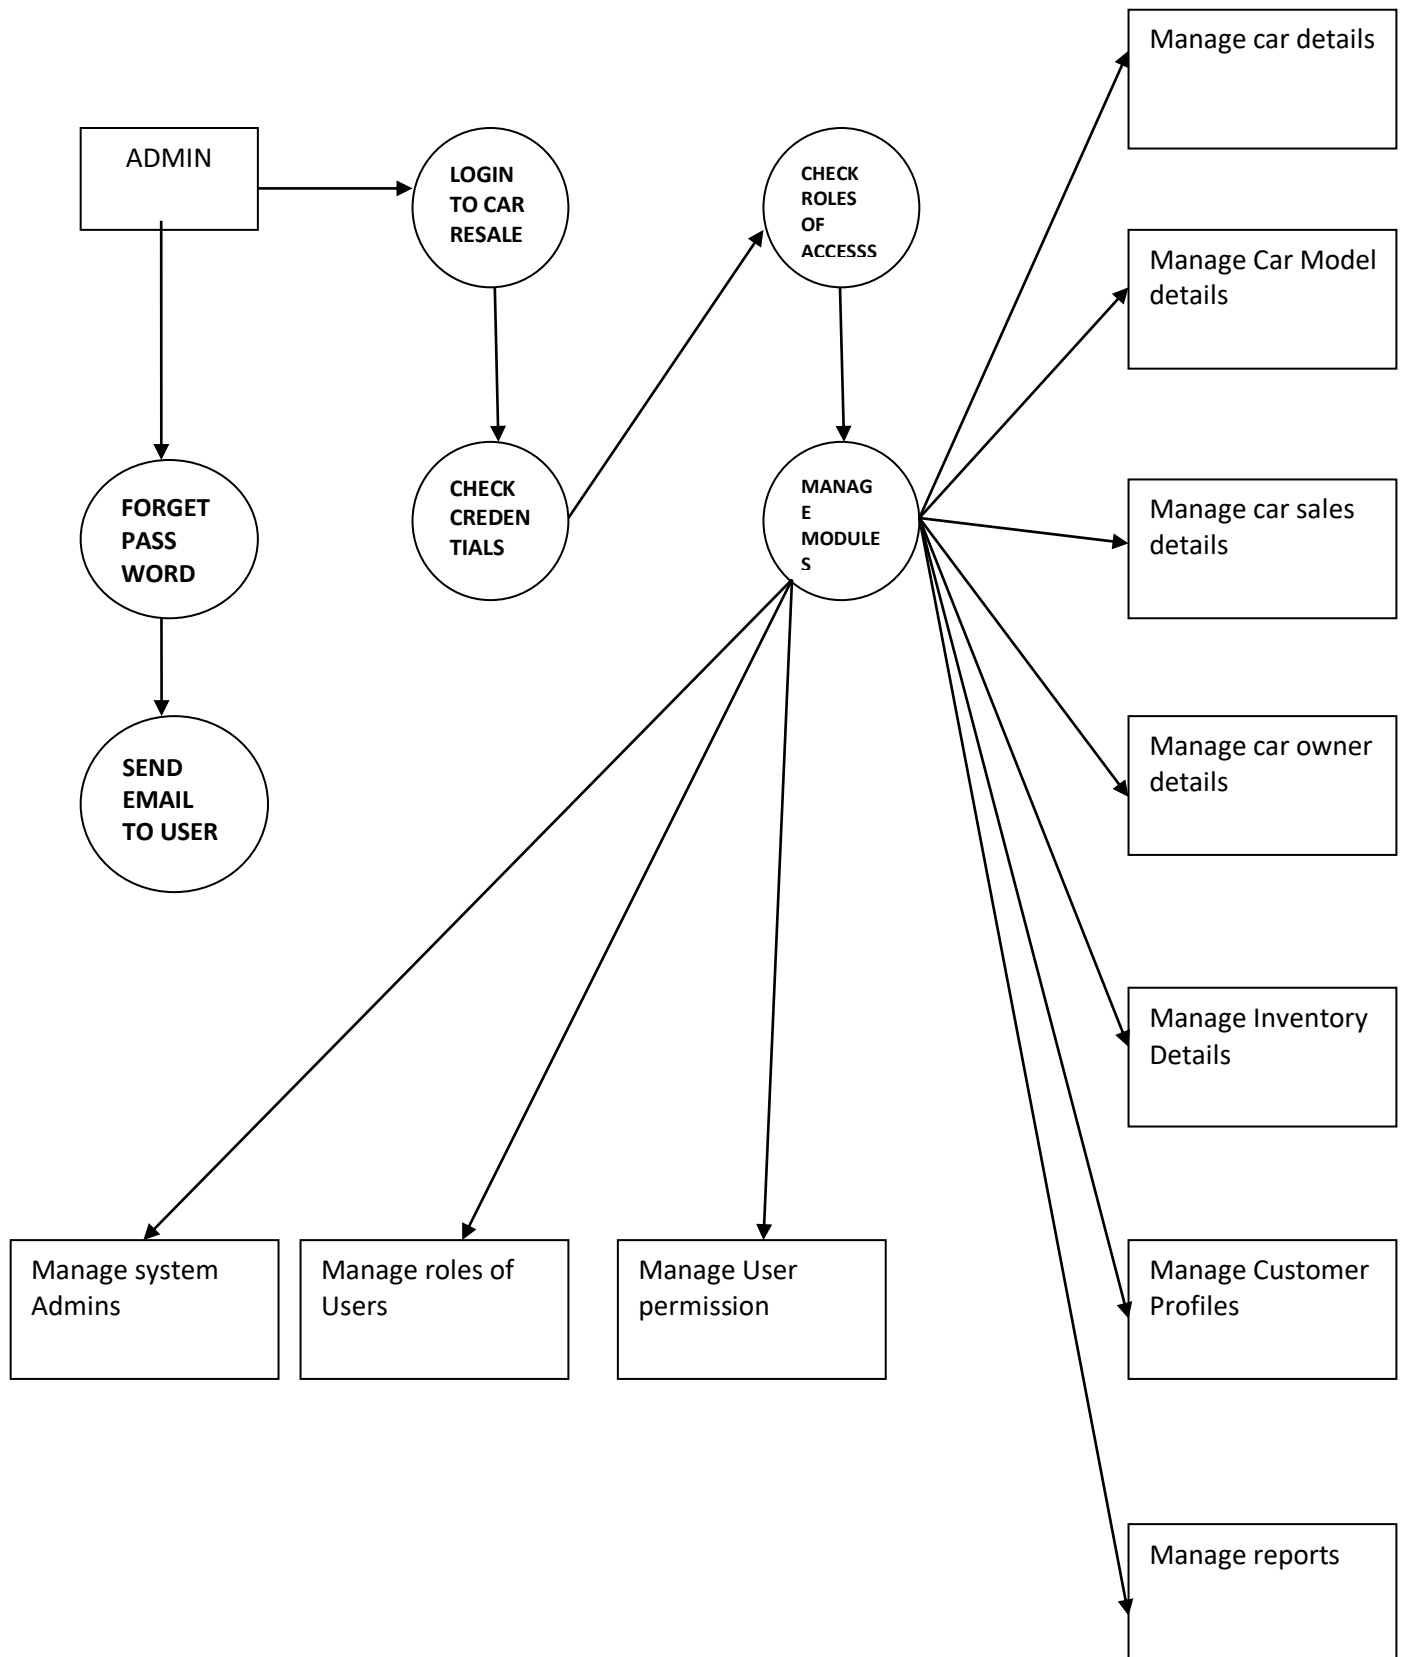 Manage car details
ADMIN
LOGIN
TO CAR
RESALE
CHECK
ROLES
OF
ACCESSS
Manage Car Model
details
FORGET
PASS
WORD
CHECK
CREDEN
TIALS
MANAG
E
MODULE
S
Manage car sales
details
SEND
EMAIL
TO USER
Manage car owner
details
Manage Inventory
Details
Manage system
Admins
Manage roles of
Users
Manage User
permission
Manage Customer
Profiles
Manage reports